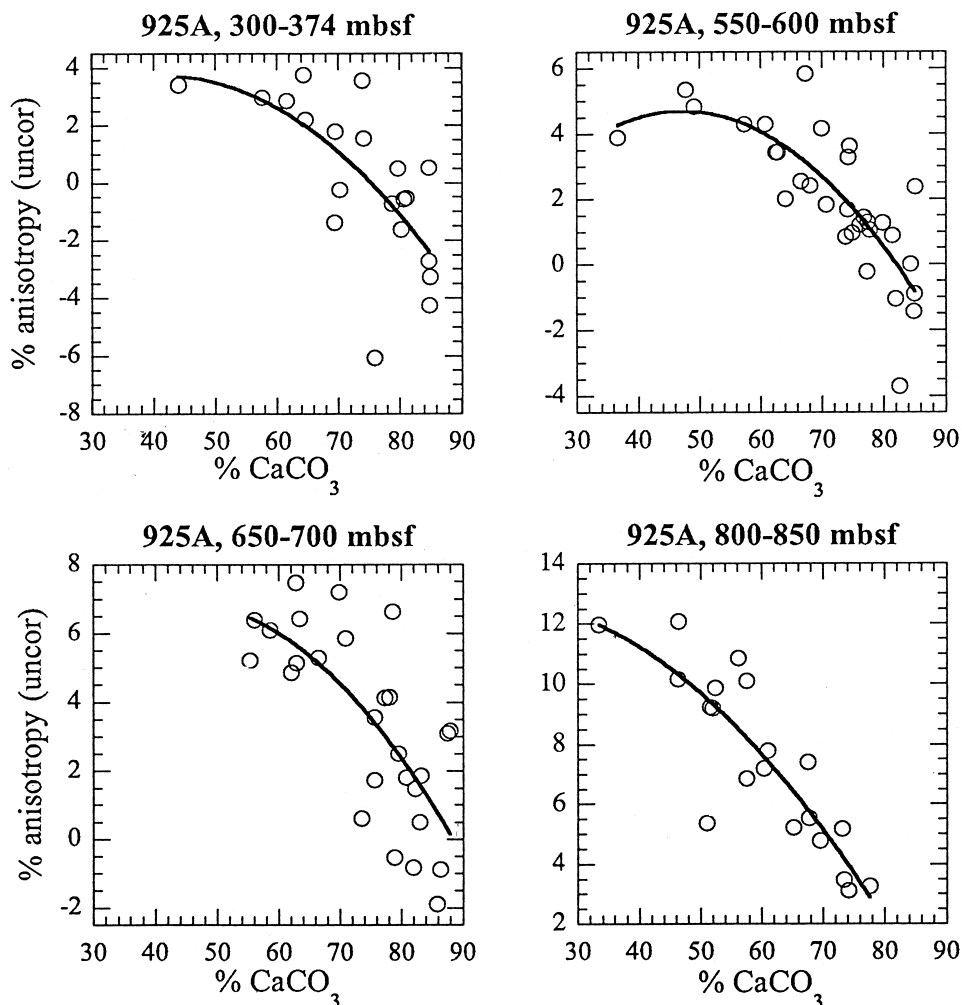 925A, 300-374 mbsf
925A, 550-600 mbsf
% anisotropy (uncor)
4
2
0
-2
-4
-6
-8
30 40 50 60 70 80 90
% CaCO3
6
4
2
0
-2
-4
30 40 50 60 70 80 90
% CaCO3
925A, 650-700 mbsf
925A, 800-850 mbsf
% anisotropy (uncor)
8
6
4
2
0
-2
30 40 50 60 70 80 90
% CaCO3
14
12
10
8
6
4
2
30 40 50 60 70 80 90
% CaCO3